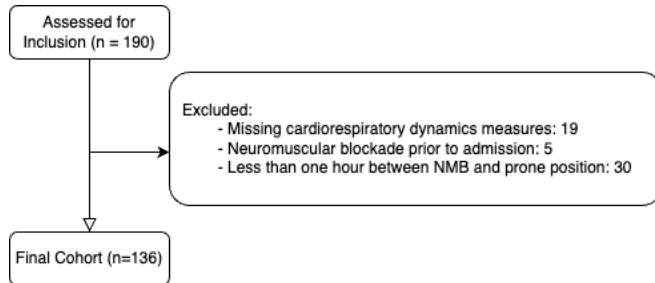 Assessed for
Inclusion (n = 190)
Excluded:
- Missing cardiorespiratory dynamics measures: 19
- Neuromuscular blockade prior to admission: 5
- Less than one hour between NMB and prone position: 30
Final Cohort (n=136)